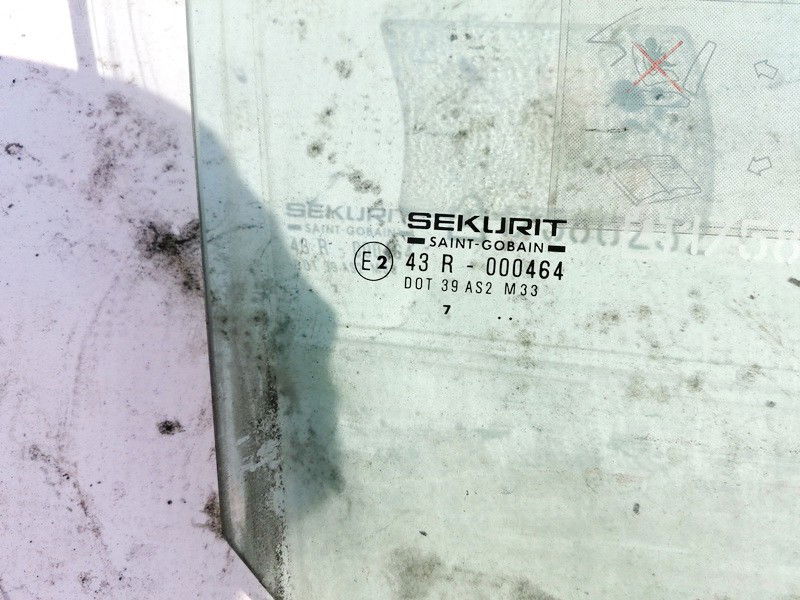 SEKURIT
SAINT-GOBAIN
E2 43 R - 000464
DOT 39 AS2 M33
7 ..